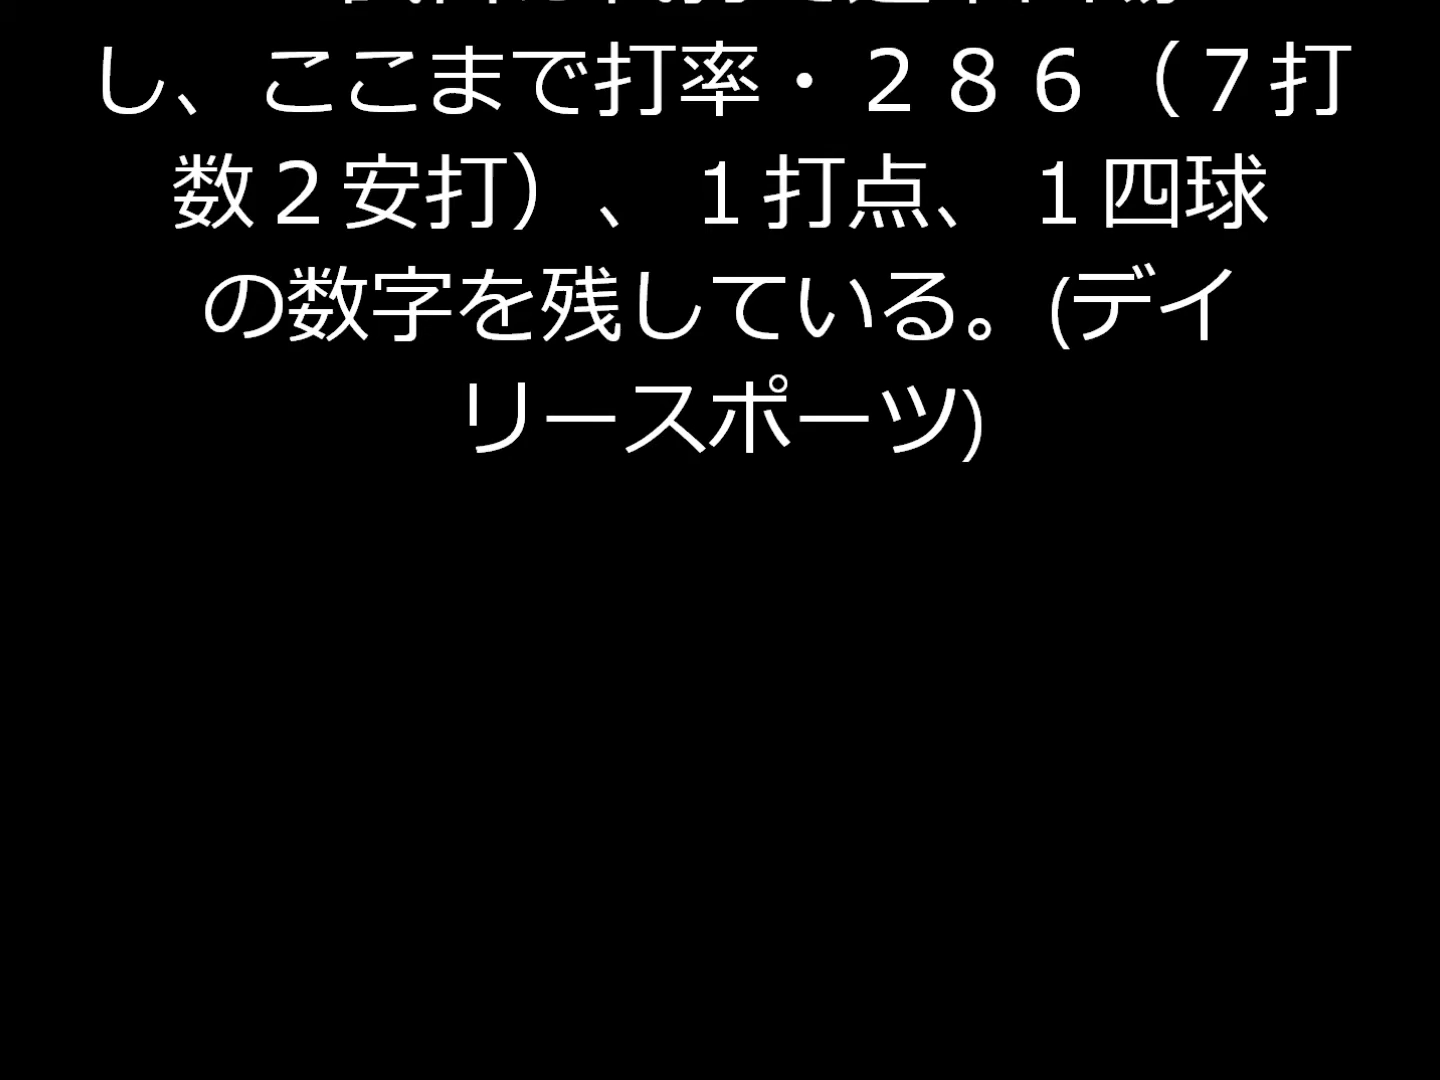 し、ここまで打率・２８６（７打
数２安打）、１打点、１四球
の数字を残している。(デイ
リースポーツ)